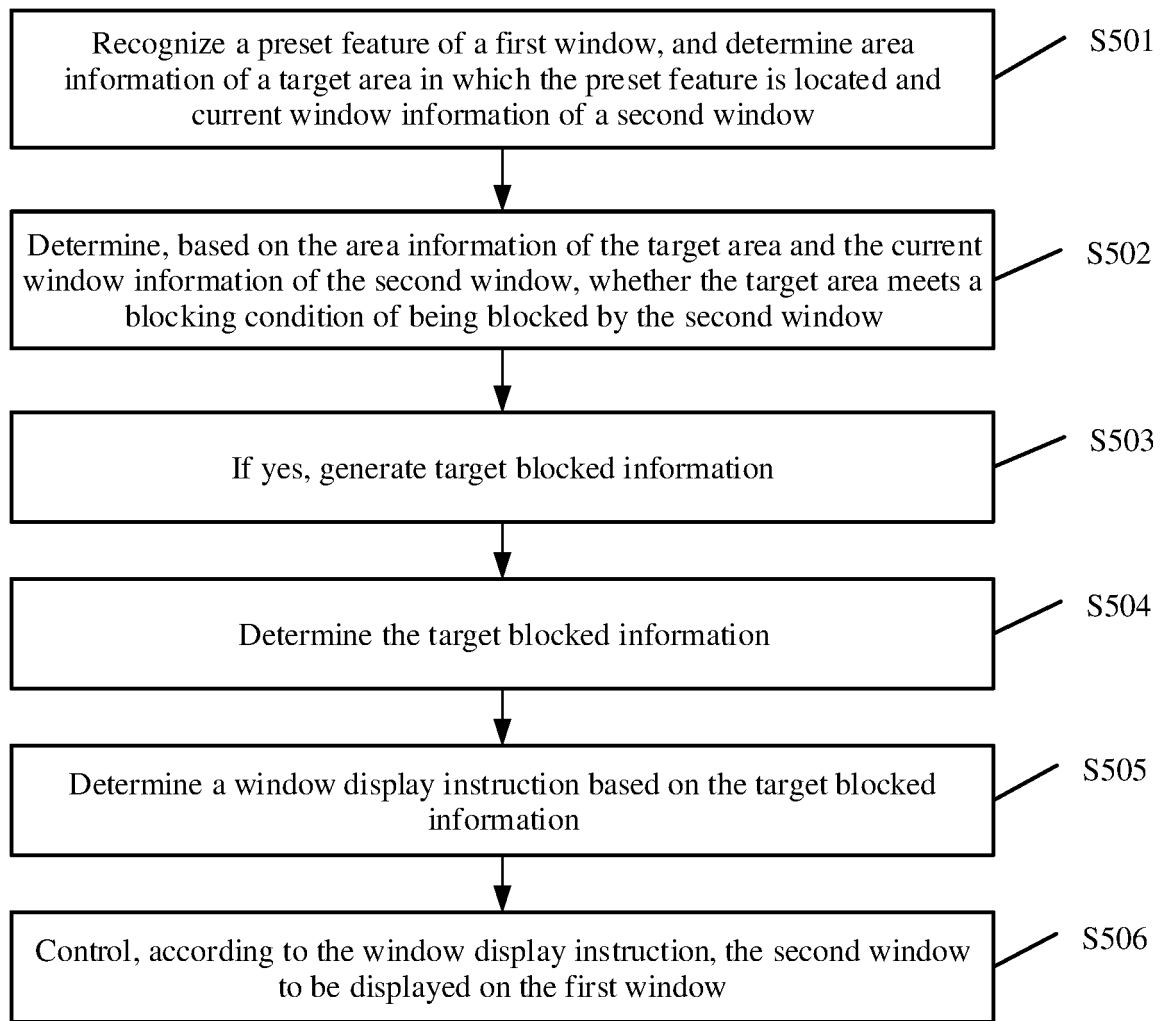 Recognize a preset feature of a first window, and determine area
information of a target area in which the preset feature is located and
current window information of a second window
S501
Determine, based on the area information of the target area and the current
window information of the second window, whether the target area meets a
blocking condition of being blocked by the second window
S502
If yes, generate target blocked information
S503
Determine the target blocked information
S504
Determine a window display instruction based on the target blocked
information
S505
Control, according to the window display instruction, the second window
to be displayed on the first window
S506